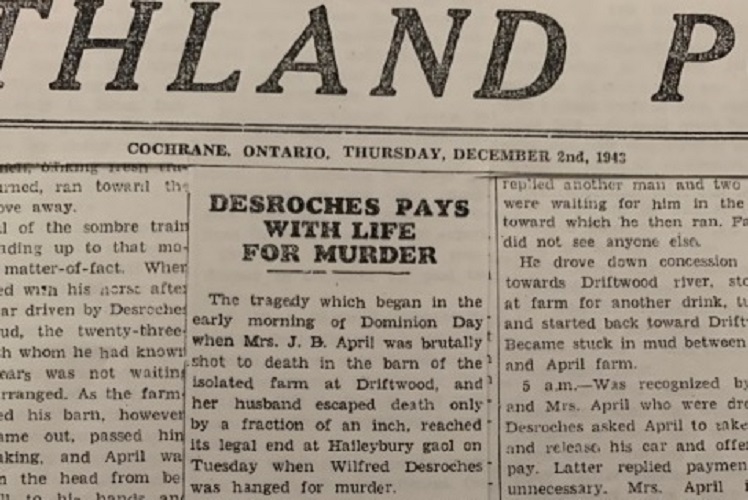 THLAND P
COCHRANE, ONTARIO, THURSDAY, DECEMBER 2nd, 1943
urned, ran toward the
ove away.
l of the sombre train
nding up to that mo-
matter-of-fact. When
ed with his horse after
ar driven by Desroches
ud, the twenty-three-
h whom he had known
ears was not waiting
rranged. As the farm-
ed his barn, however
ame out, passed him
aking, and April wa
n the head from be
to his hands and
DESROCHES PAYS
WITH LIFE
FOR MURDER
The tragedy which began in the
early morning of Dominion Day
when Mrs. J. B. April was brutally
shot to death in the barn of the
isolated farm at Driftwood, and
her husband escaped death only
by a fraction of an inch, reached
its legal end at Haileybury gaol on
Tuesday when Wilfred Desroches
was hanged for murder.
replied another man and two
were waiting for him in the
toward which he then ran. Fa
did not see anyone else.
He drove down concession
towards Driftwood river, sto
at farm for another drink, tu
and started back toward Drift
Became stuck in mud between
and April farm.
5 a.m.—Was recognized by
and Mrs. April who were dro
Desroches asked April to take
and release his car and offe
pay. Latter replied paymen
unnecessary. Mrs. April